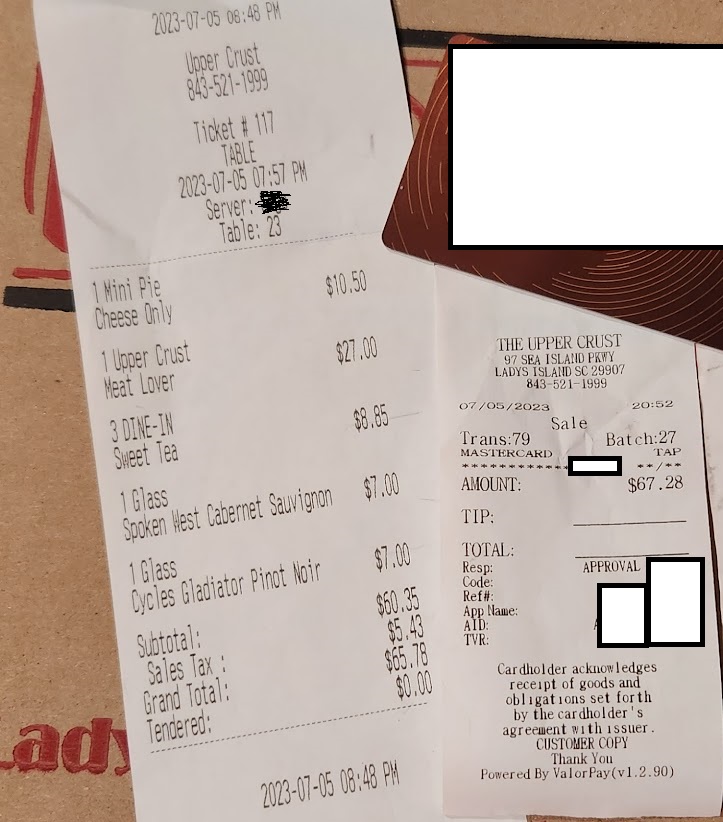 2023-07-05 08:48 PM
Upper Crust
843-521-1999
Ticket # 117
TABLE
2023-07-05 07:57 PM
Server:
Table: 23
1 Mini Pie $10.50
Cheese Only
1 Upper Crust $27.00
Meat Lover
3 DINE-IN $8.85
Sweet Tea
1 Glass $7.00
Spoken West Cabernet Sauvignon
1 Glass $7.00
Cycles Gladiator Pinot Noir
Subtotal: $60.35
Sales Tax : $5.43
Grand Total: $65.78
Tendered: $0.00
2023-07-05 08:48 PM
THE UPPER CRUST
97 SEA ISLAND PKWY
LADYS ISLAND SC 29907
843-521-1999
07/05/2023 20:52
Sale
Trans:79 Batch:27
MASTERCARD TAP
*********** **/**
AMOUNT: $67.28
TIP:
TOTAL:
Resp: APPROVAL
Code:
Ref#:
App Name:
AID:
TVR:
Cardholder acknowledges
receipt of goods and
obligations set forth
by the cardholder's
agreement with issuer.
CUSTOMER COPY
Thank You
Powered By ValorPay(v1.2.90)
Lady